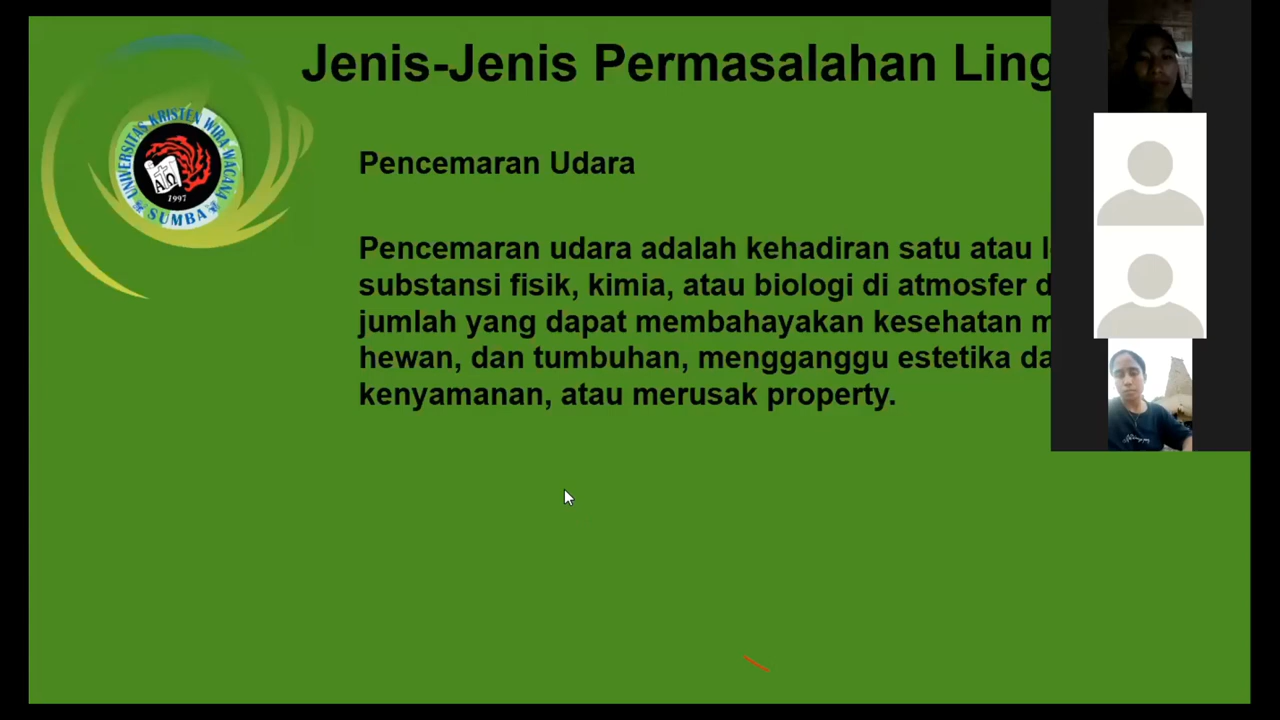 Jenis-Jenis Permasalahan Ling
UNIVERSITAS KRISTEN WIRA WACANA
ΑΩ
1997
SUMBA
Pencemaran Udara
Pencemaran udara adalah kehadiran satu atau
substansi fisik, kimia, atau biologi di atmosfer d
jumlah yang dapat membahayakan kesehatan m
hewan, dan tumbuhan, mengganggu estetika da
kenyamanan, atau merusak property.